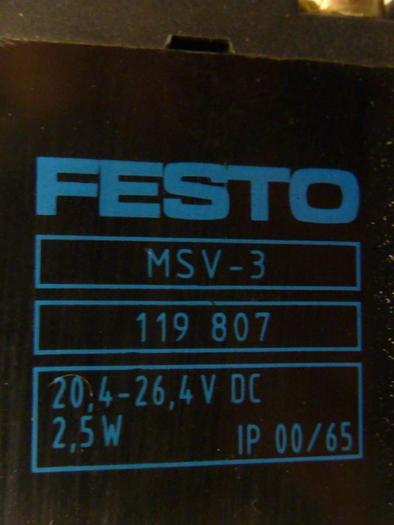 FESTO
MSV-3
119 807
20,4-26,4V DC
2,5W IP 00/65